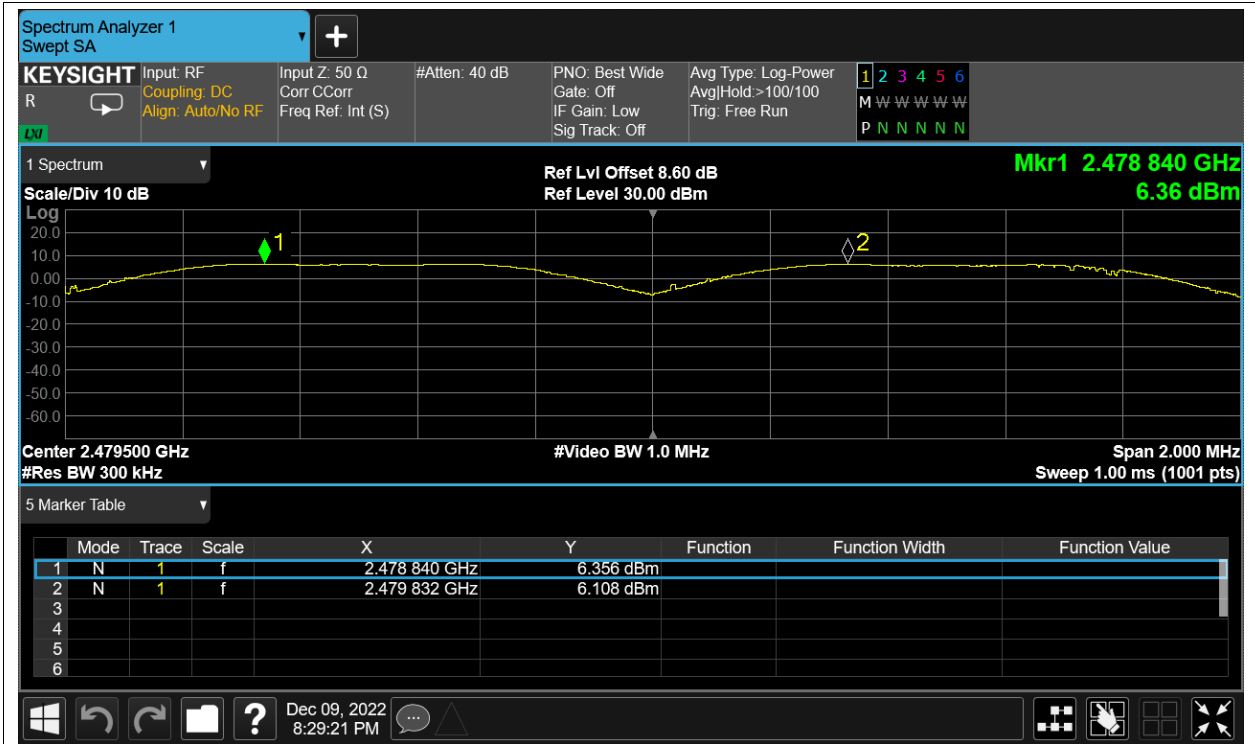 Spectrum Analyzer 1
Swept SA
+
KEYSIGHT
R
LXI
Input: RF
Coupling: DC
Align: Auto/No RF
Input Z: 50 Ω
Corr CCorr
Freq Ref: Int (S)
#Atten: 40 dB
PNO: Best Wide
Gate: Off
IF Gain: Low
Sig Track: Off
Avg Type: Log-Power
Avg|Hold:>100/100
Trig: Free Run
1 2 3 4 5 6
M W W W W W
P N N N N N
1 Spectrum
Scale/Div 10 dB
Ref Lvl Offset 8.60 dB
Ref Level 30.00 dBm
Mkr1 2.478 840 GHz
6.36 dBm
Log
20.0
10.0
0.00
-10.0
-20.0
-30.0
-40.0
-50.0
-60.0
1
2
Center 2.479500 GHz
#Res BW 300 kHz
#Video BW 1.0 MHz
Span 2.000 MHz
Sweep 1.00 ms (1001 pts)
5 Marker Table
Mode Trace Scale X Y Function Function Width Function Value
1 N 1 f 2.478 840 GHz 6.356 dBm
2 N 1 f 2.479 832 GHz 6.108 dBm
3
4
5
6
?
Dec 09, 2022
8:29:21 PM